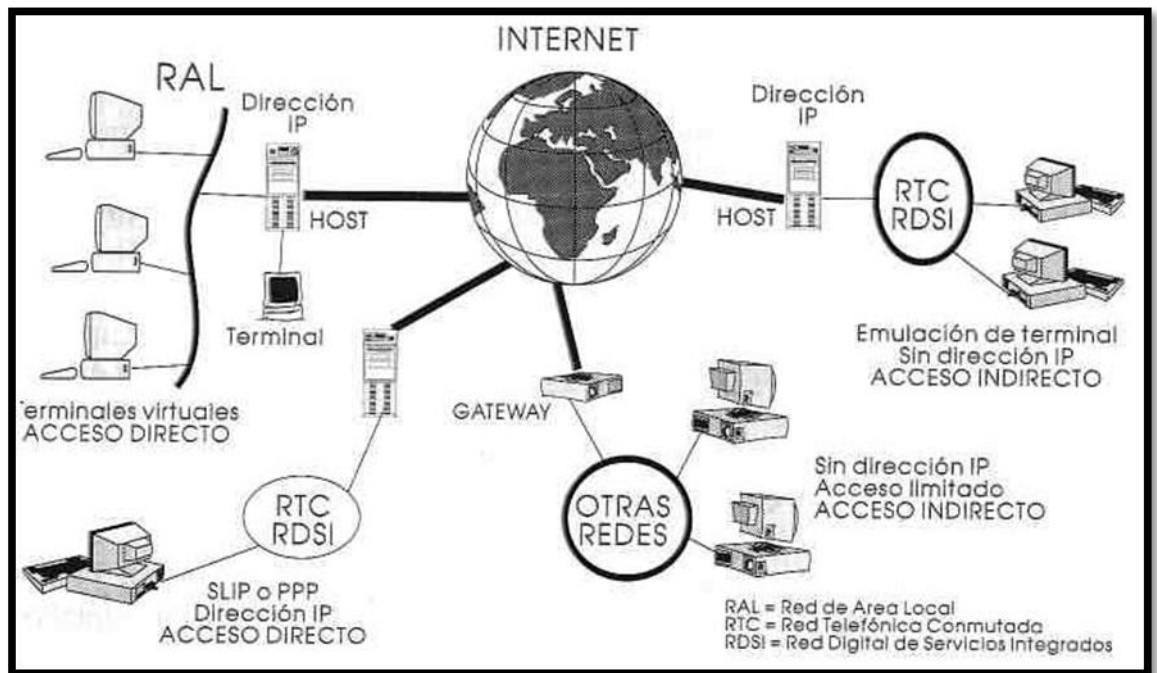 INTERNET
RAL
Dirección
IP
HOST
Terminal
erminales virtuales
ACCESO DIRECTO
Dirección
IP
HOST
RTC
RDSI
Emulación de terminal
Sin dirección IP
ACCESO INDIRECTO
GATEWAY
OTRAS
REDES
Sin dirección IP
Acceso limitado
ACCESO INDIRECTO
RTC
RDSI
SLIP o PPP
Dirección IP
ACCESO DIRECTO
RAL = Red de Area Local
RTC = Red Telefónica Conmutada
RDSI = Red Digital de Servicios Integrados